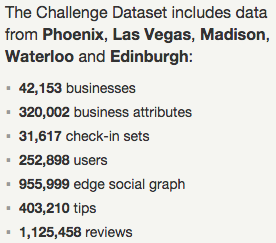 The Challenge Dataset includes data
from Phoenix, Las Vegas, Madison,
Waterloo and Edinburgh:
42,153 businesses
320,002 business attributes
31,617 check-in sets
252,898 users
955,999 edge social graph
403,210 tips
1,125,458 reviews